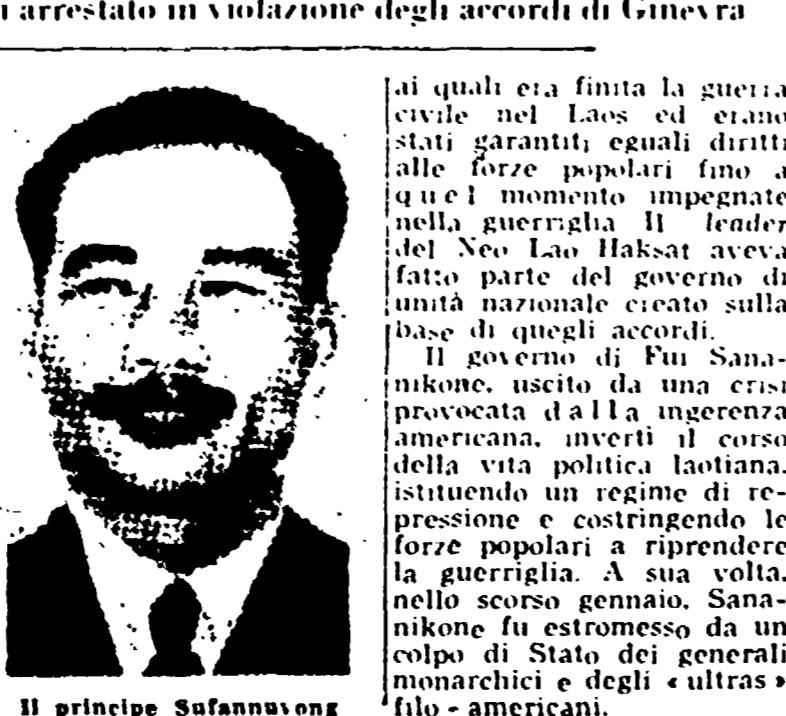 arrestato in violazione degli accordi di Ginevra
ai quali era finita la guerra
civile nel Laos ed erano
stati garantiti eguali diritti
alle forze popolari fino a
quel momento impegnate
nella guerriglia Il leader
del Neo Lao Haksat aveva
fatto parte del governo di
unità nazionale creato sulla
base di quegli accordi.
Il governo di Fui Sana-
nikone, uscito da una crisi
provocata dalla ingerenza
americana, invertì il corso
della vita politica laotiana,
istituendo un regime di re-
pressione e costringendo le
forze popolari a riprendere
la guerriglia. A sua volta,
nello scorso gennaio, Sana-
nikone fu estromesso da un
colpo di Stato dei generali
monarchici e degli « ultras »
filo - americani.
Il principe Sufannuvong